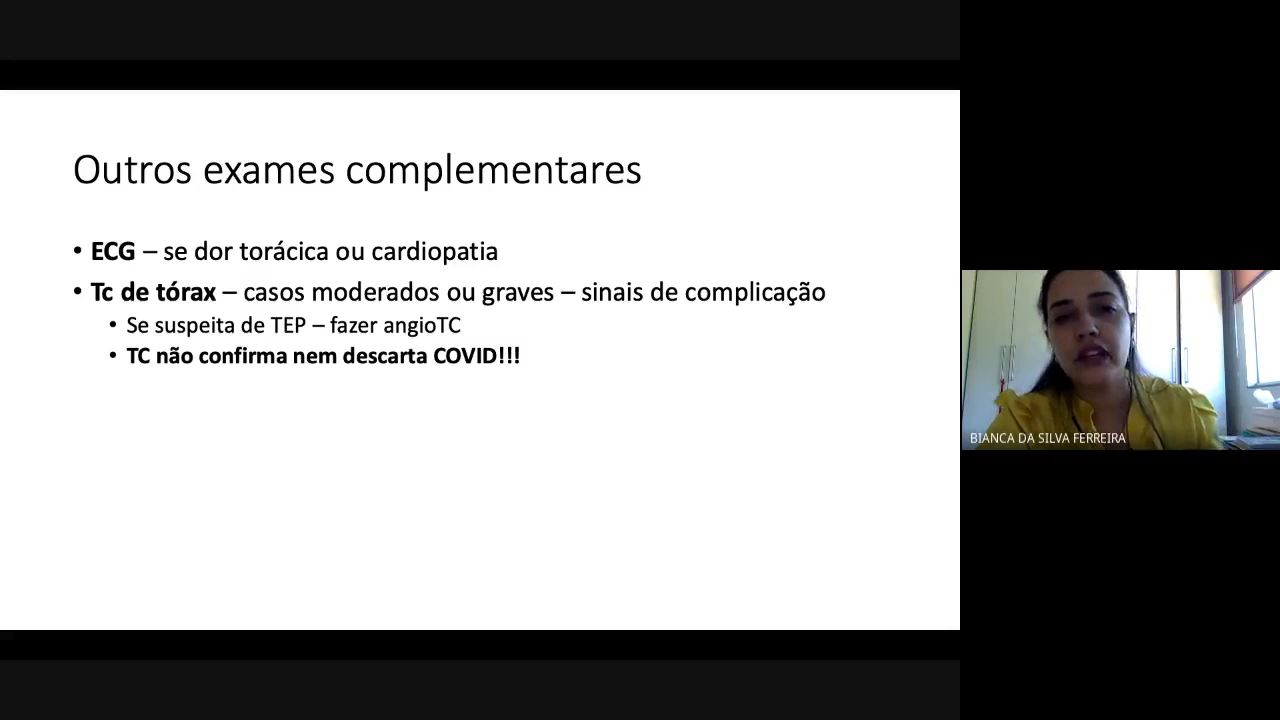 Outros exames complementares
• ECG – se dor torácica ou cardiopatia
• Tc de tórax – casos moderados ou graves – sinais de complicação
• Se suspeita de TEP – fazer angioTC
• TC não confirma nem descarta COVID!!!
BIANCA DA SILVA FERREIRA